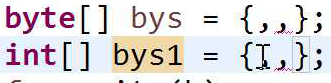 byte[] bys = {,,};
int[] bys1 = {,,};